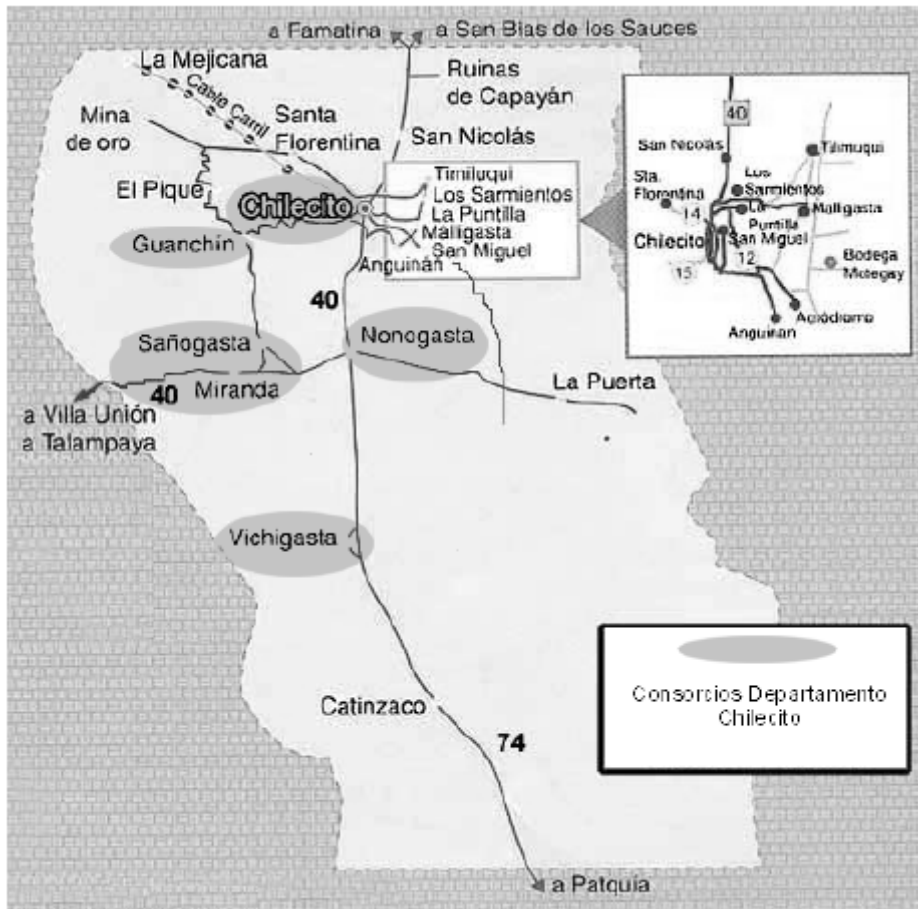 a Famatina
a San Blas de los Sauces
La Mejicana
Cable Carril
Ruinas
de Capayán
Mina
de oro
Santa
Florentina
San Nicolás
El Pique
Chilecito
Timiluqui
Los Sarmientos
La Puntilla
Malligasta
San Miguel
Anguinán
Guanchín
40
Sañogasta
Nonogasta
Miranda
40
La Puerta
a Villa Unión
a Talampaya
Vichigasta
Catinzaco
74
a Patquía
40
San Nicolás
Tilimuqui
Sta.
Florentina
Los
Sarmientos
14
La
Puntilla
Malligasta
Chilecito
San Miguel
12
15
Bodega
Anguinán
Consorcios Departamento
Chilecito